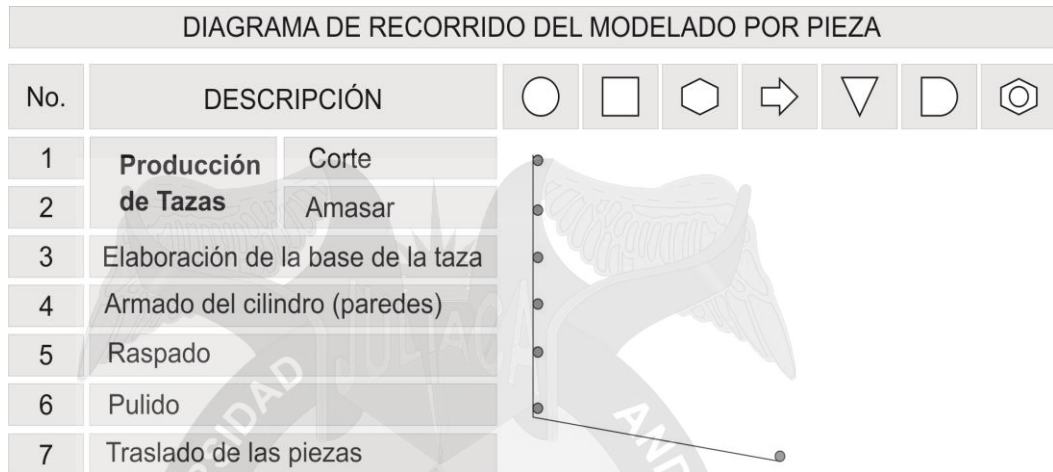 DIAGRAMA DE RECORRIDO DEL MODELADO POR PIEZA
No. DESCRIPCIÓN
1 Producción de Tazas Corte
2 Amasar
3 Elaboración de la base de la taza
4 Armado del cilindro (paredes)
5 Raspado
6 Pulido
7 Traslado de las piezas
JULIACA